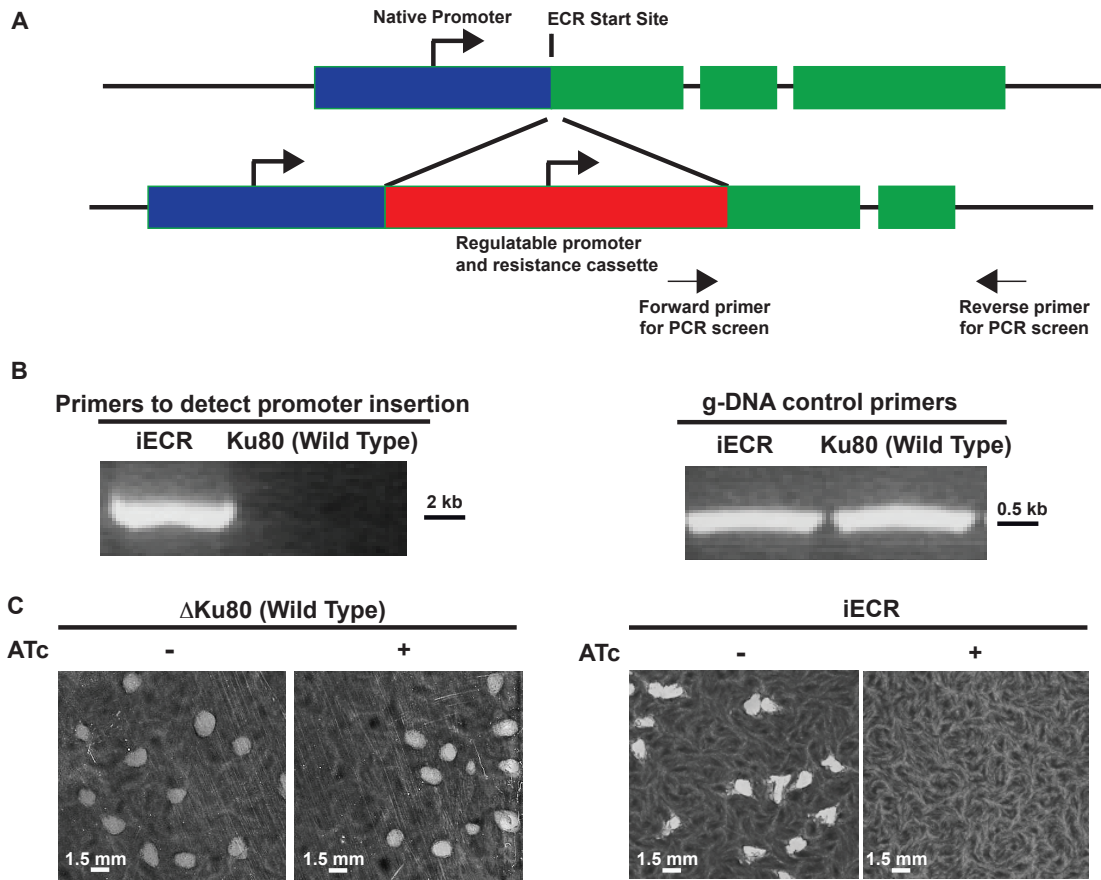 A
Native Promoter
ECR Start Site
Regulatable promoter
and resistance cassette
Forward primer
for PCR screen
Reverse primer
for PCR screen
B
Primers to detect promoter insertion
iECR Ku80 (Wild Type)
2 kb
g-DNA control primers
iECR Ku80 (Wild Type)
0.5 kb
C
ΔKu80 (Wild Type)
ATc - +
1.5 mm
1.5 mm
iECR
ATc - +
1.5 mm
1.5 mm